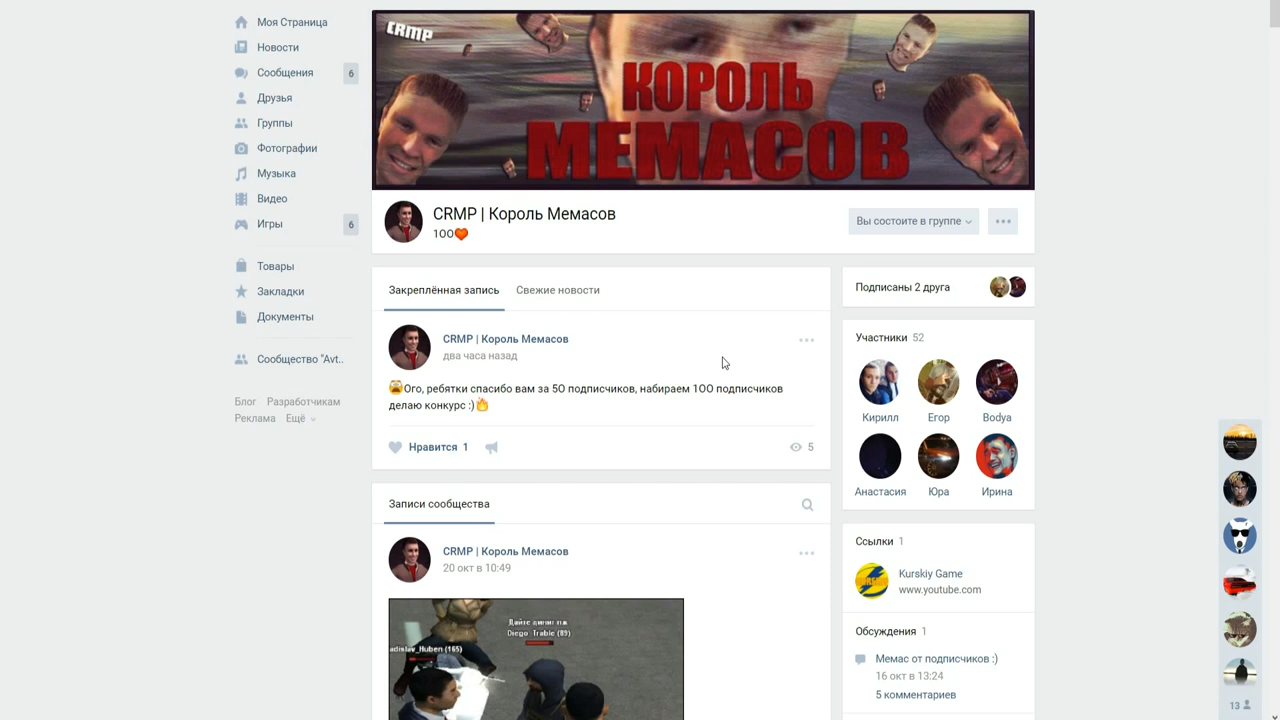 Моя Страница
Новости
Сообщения 6
Друзья
Группы
Фотографии
Музыка
Видео
Игры 6
Товары
Закладки
Документы
Сообщество "Avt..
Блог Разработчикам
Реклама Ещё
CRMP
КОРОЛЬ
МЕМАСОВ
CRMP | Король Мемасов
100❤
Вы состоите в группе
Закреплённая запись Свежие новости
CRMP | Король Мемасов
два часа назад
😩Ого, ребятки спасибо вам за 50 подписчиков, набираем 100 подписчиков
делаю конкурс :)🔥
Нравится 1 5
Записи сообщества
CRMP | Король Мемасов
20 окт в 10:49
Дайте
Diego_Trable (89)
adislav_Huben (165)
Подписаны 2 друга
Участники 52
Кирилл Егор Bodya
Анастасия Юра Ирина
Ссылки 1
Kurskiy Game
www.youtube.com
Обсуждения 1
Мемас от подписчиков :)
16 окт в 13:24
5 комментариев
13